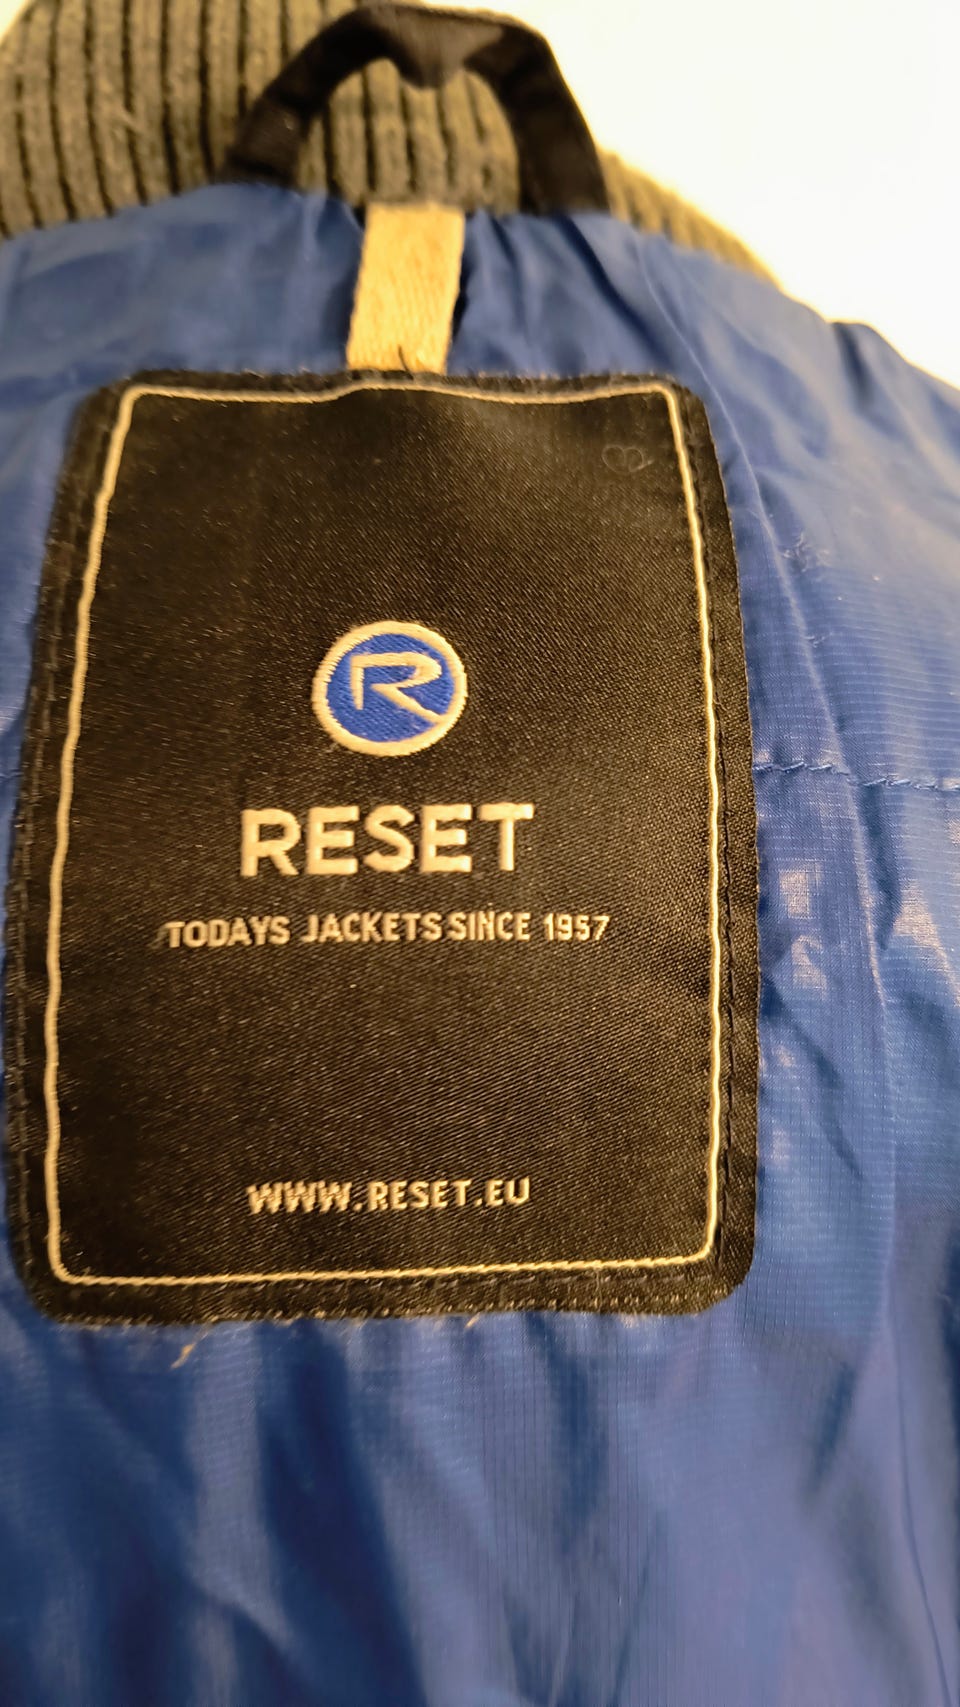 R
RESET
TODAYS JACKETS SINCE 1957
WWW.RESET.EU